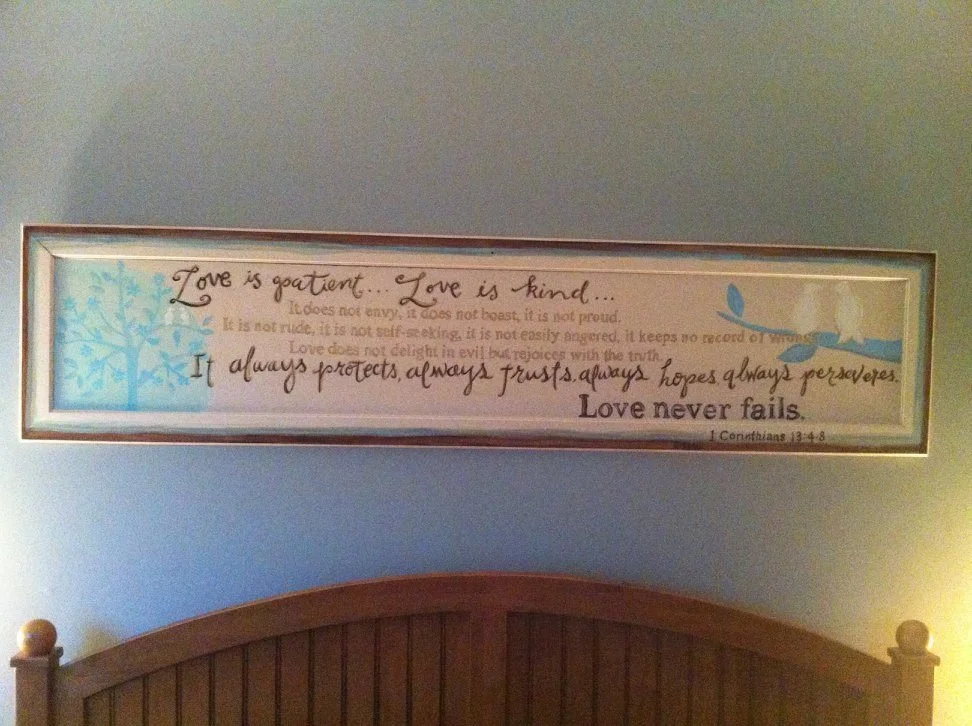 Love is patient... Love is kind...
It does not envy, it does not boast, it is not proud.
It is not rude, it is not self-seeking, it is not easily angered, it keeps no record of wrongs
Love does not delight in evil but rejoices with the truth.
It always protects, always trusts, always hopes, always perseveres.
Love never fails.
1 Corinthians 13:4-8